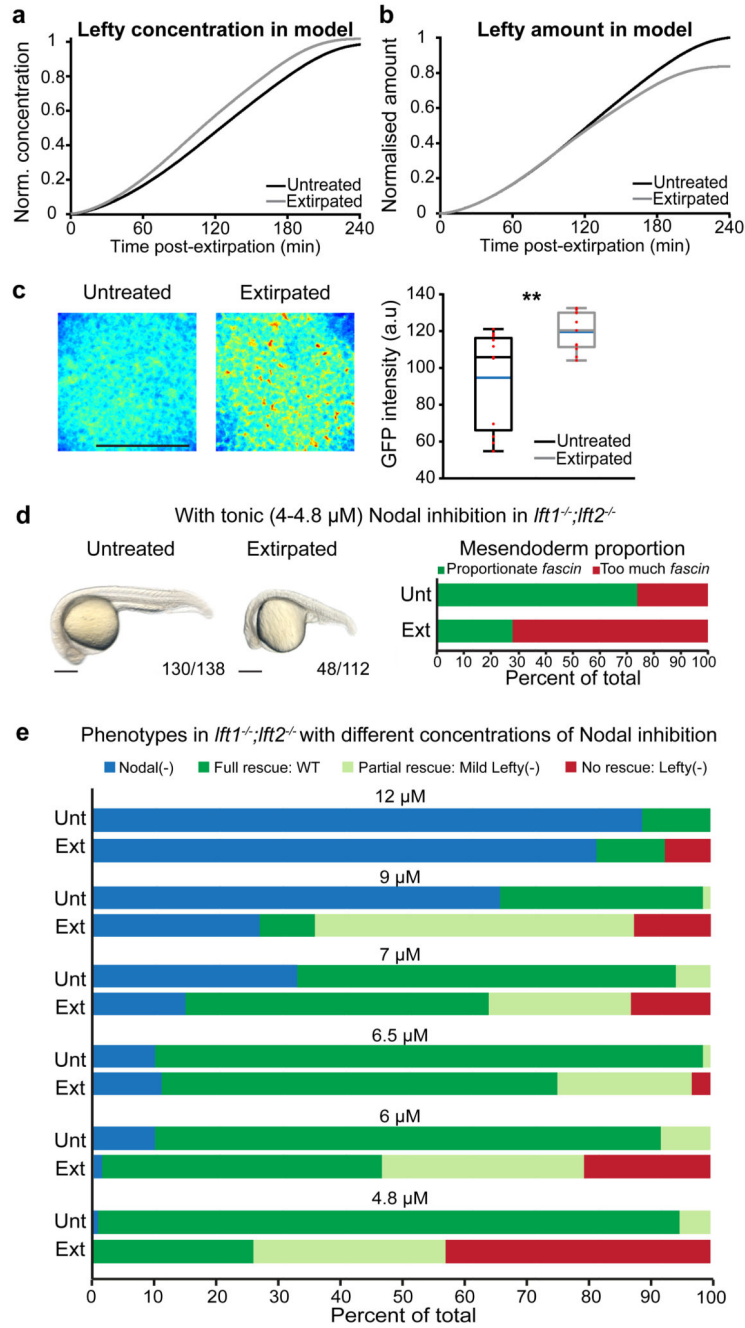 a
Lefty concentration in model
Norm. concentration
1
0.8
0.6
0.4
0.2
0
60
120
180
240
Untreated
Extirpated
Time post-extirpation (min)
b
Lefty amount in model
Normalised amount
1
0.8
0.6
0.4
0.2
0
0
60
120
180
240
Untreated
Extirpated
Time post-extirpation (min)
c
Untreated
Extirpated
GFP intensity (a.u)
140
120
100
80
60
40
**
Untreated
Extirpated
d
With tonic (4-4.8 µM) Nodal inhibition in lft1-/-;lft2-/-
Untreated
Extirpated
130/138
48/112
Mesendoderm proportion
Proportionate fascin Too much fascin
Unt
Ext
0 10 20 30 40 50 60 70 80 90 100
Percent of total
e
Phenotypes in lft1-/-;lft2-/- with different concentrations of Nodal inhibition
Nodal(-) Full rescue: WT Partial rescue: Mild Lefty(-) No rescue: Lefty(-)
12 µM
Unt
Ext
9 µM
Unt
Ext
7 µM
Unt
Ext
6.5 µM
Unt
Ext
6 µM
Unt
Ext
4.8 µM
Unt
Ext
0 10 20 30 40 50 60 70 80 90 100
Percent of total